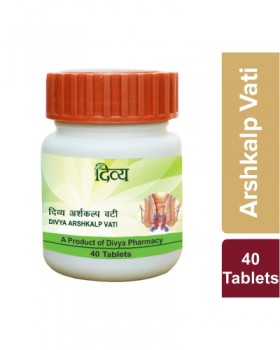 दिव्य
दिव्य अर्शकल्प वटी
DIVYA ARSHKALP VATI
A Product of Divya Pharmacy
40 Tablets
Arshkalp Vati
40
Tablets